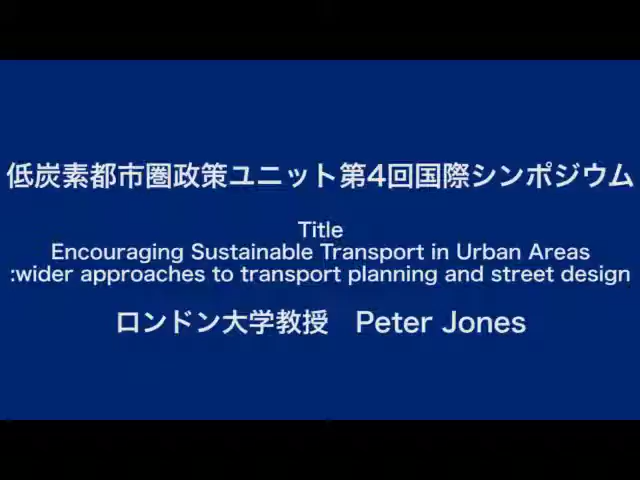 低炭素都市圏政策ユニット第4回国際シンポジウム
Title
Encouraging Sustainable Transport in Urban Areas
:wider approaches to transport planning and street design
ロンドン大学教授　Peter Jones